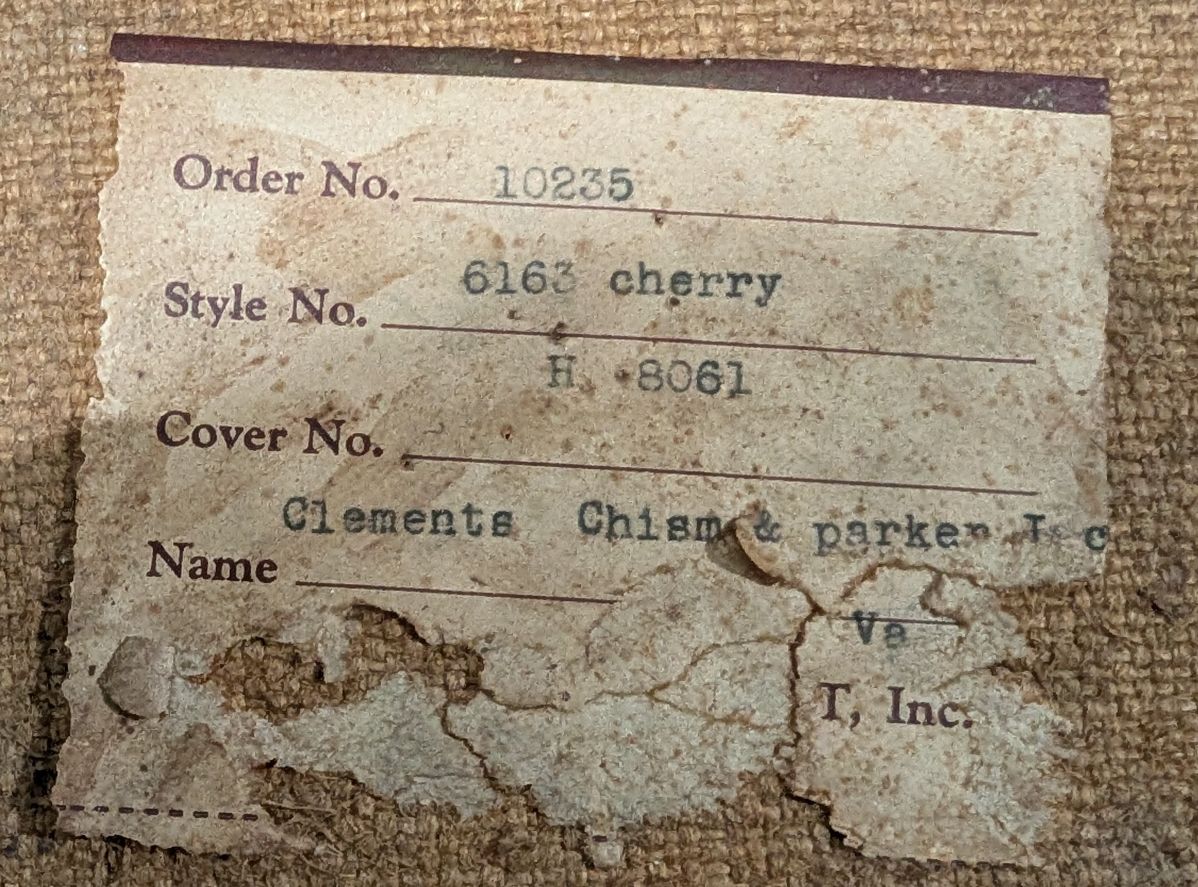 Order No. 10235
Style No. 6163 cherry
H 8061
Cover No.
Clements Chism & parker
Name
Va
T, Inc.